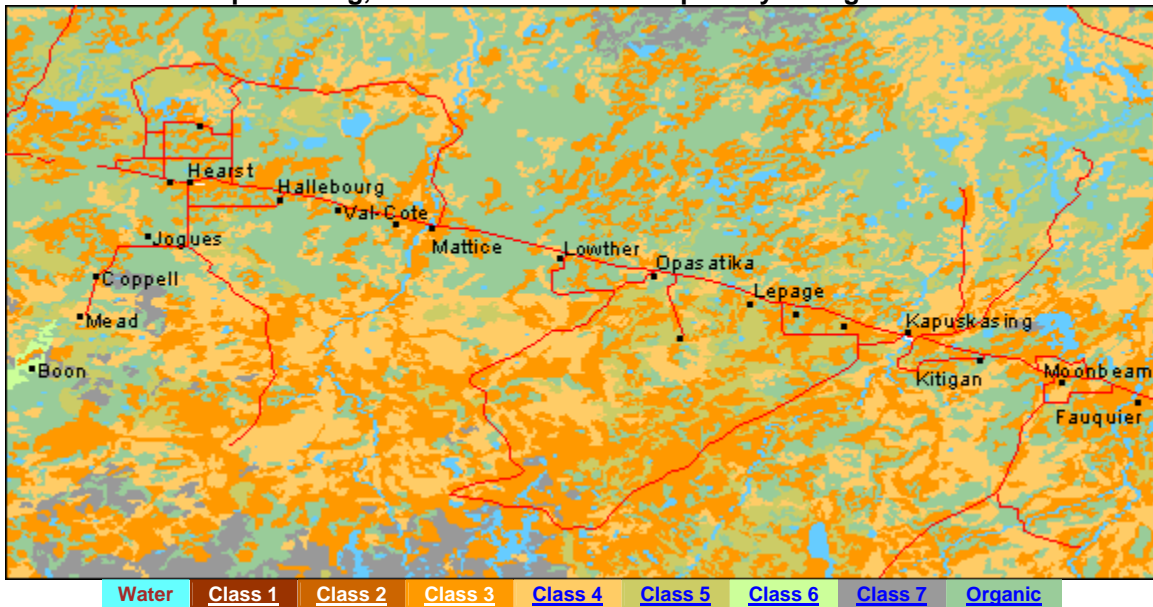 Hearst
Hallebourg
Val-Cote
Mattice
Jogues
Coppell
Mead
Boon
Lowther
Opasatika
Lepage
Kapuskasing
Kitigan
Moonbeam
Fauquier
Water Class 1 Class 2 Class 3 Class 4 Class 5 Class 6 Class 7 Organic